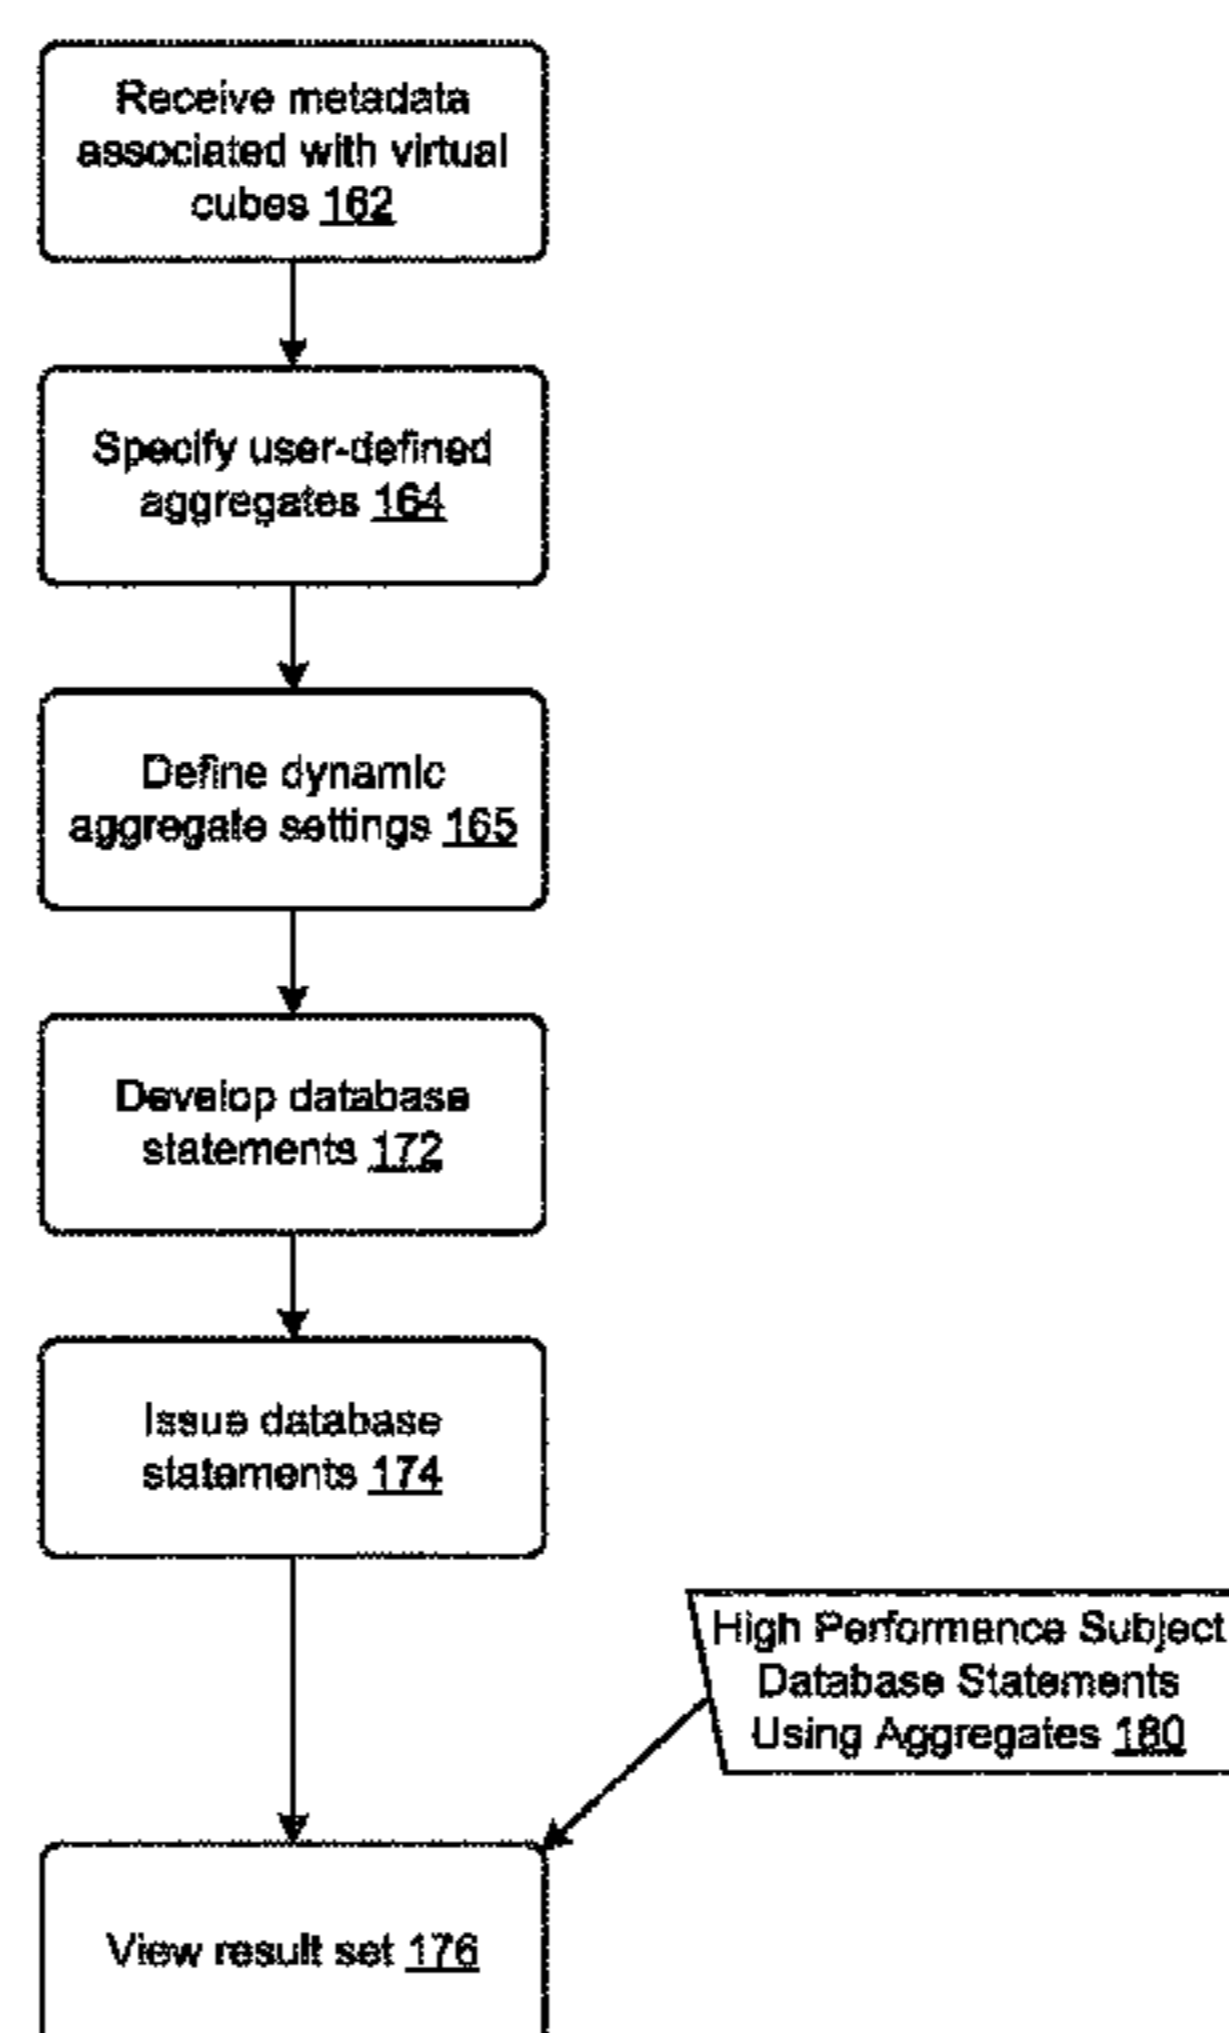 Receive metadata
associated with virtual
cubes 162
Specify user-defined
aggregates 164
Define dynamic
aggregate settings 165
Develop database
statements 172
Issue database
statements 174
High Performance Subject
Database Statements
Using Aggregates 180
View result set 176